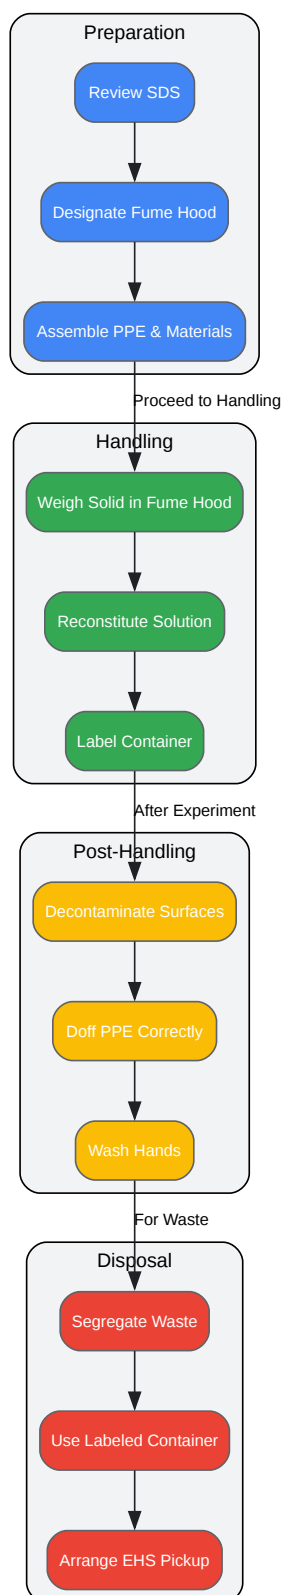 Preparation
Review SDS
Designate Fume Hood
Assemble PPE & Materials
Proceed to Handling
Handling
Weigh Solid in Fume Hood
Reconstitute Solution
Label Container
After Experiment
Post-Handling
Decontaminate Surfaces
Doff PPE Correctly
Wash Hands
For Waste
Disposal
Segregate Waste
Use Labeled Container
Arrange EHS Pickup